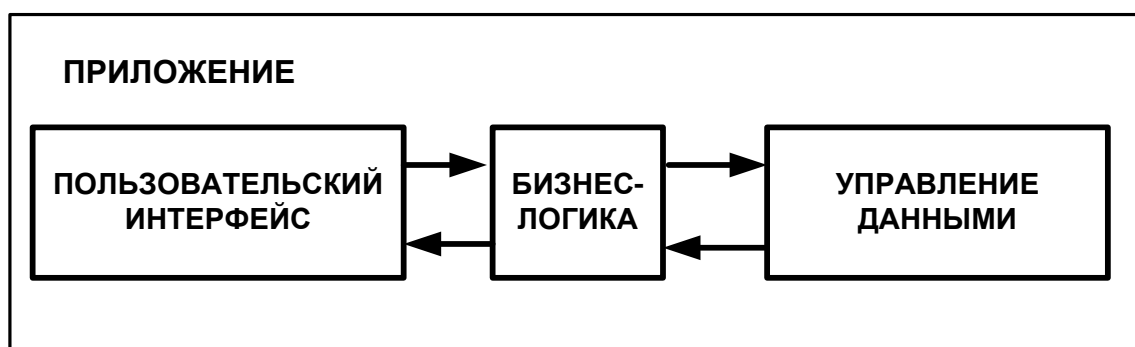 ПРИЛОЖЕНИЕ
ПОЛЬЗОВАТЕЛЬСКИЙ
ИНТЕРФЕЙС
БИЗНЕС-
ЛОГИКА
УПРАВЛЕНИЕ
ДАННЫМИ